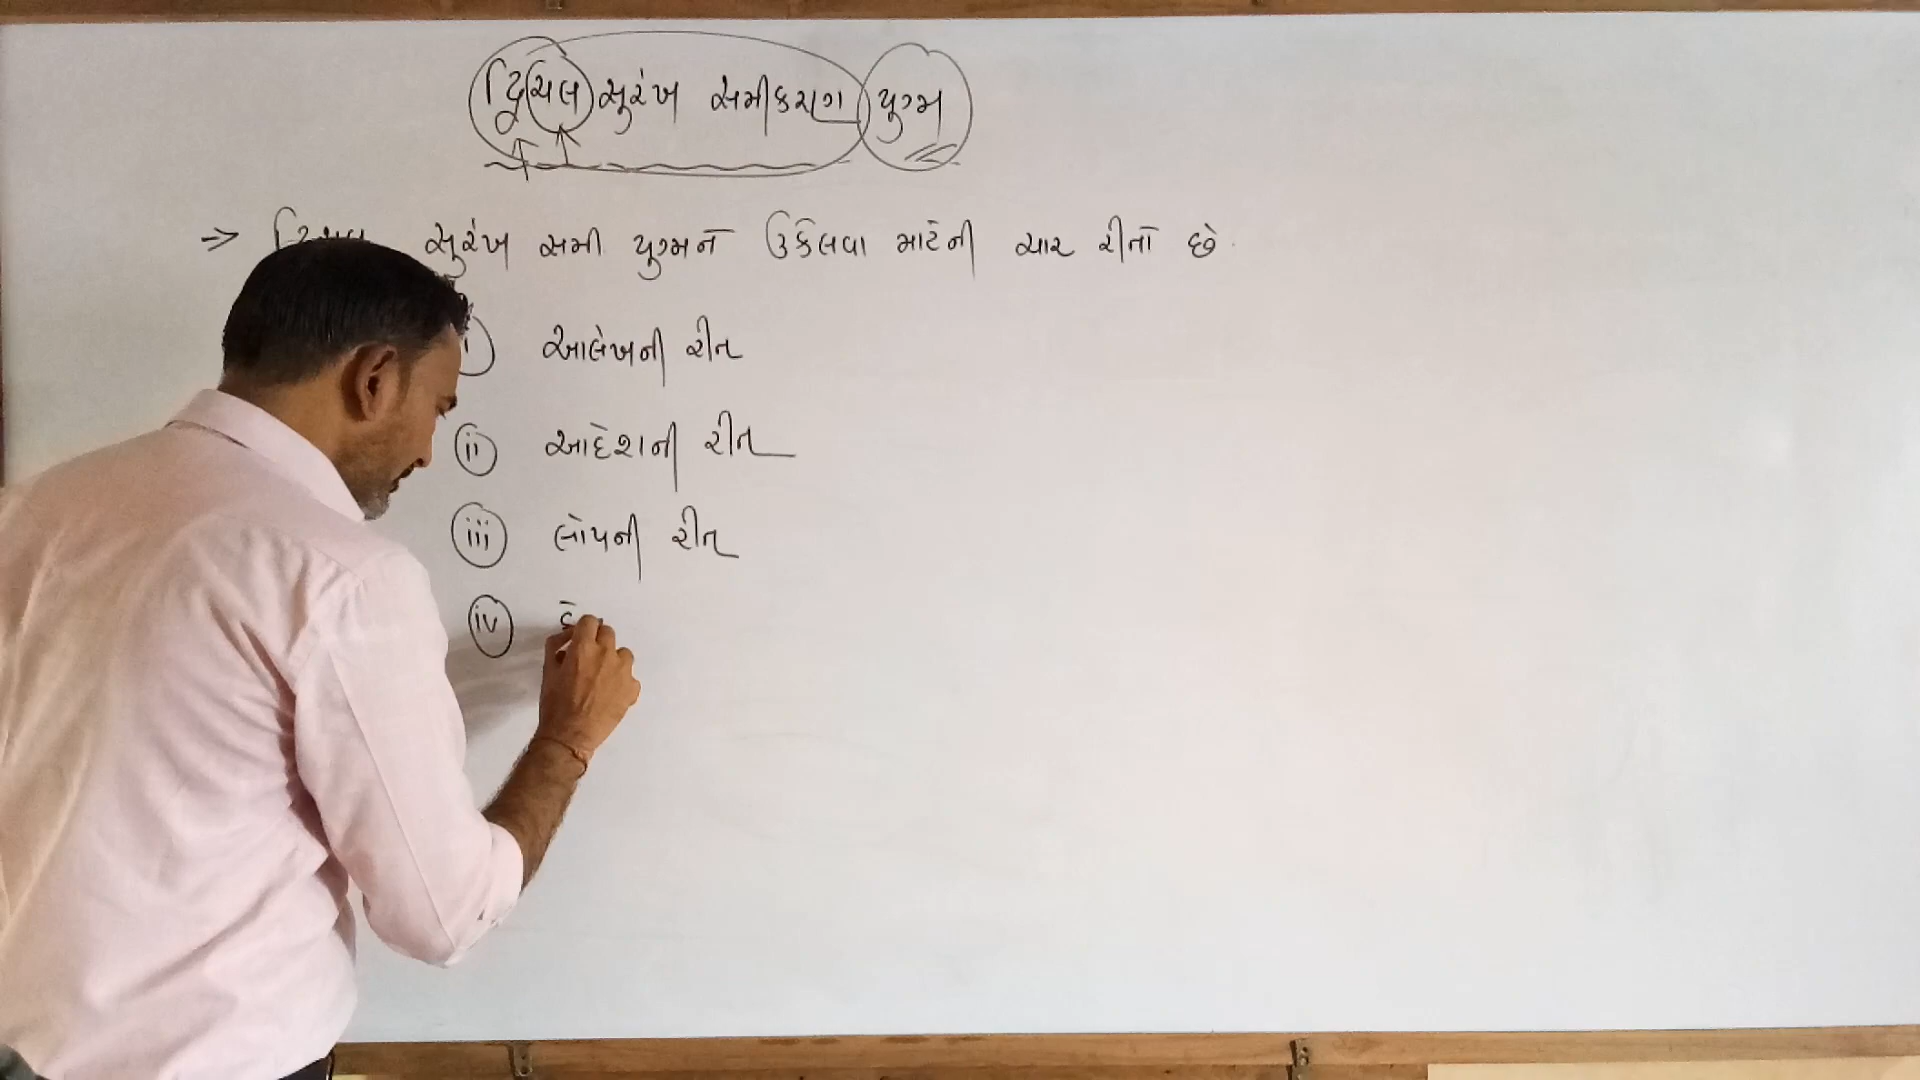 દ્વિચલ સુરેખ સમીકરણ યુગ્મ
⇒ સુરેખ સમી યુગ્મને ઉકેલવા માટેની ચાર રીતો છે.
i) આલેખની રીત
ii) આદેશની રીત
iii) લોપની રીત
iv)